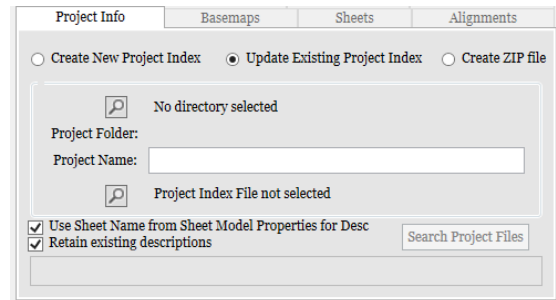 Project Info Basemaps Sheets Alignments
Create New Project Index Update Existing Project Index Create ZIP file
No directory selected
Project Folder:
Project Name:
Project Index File not selected
Use Sheet Name from Sheet Model Properties for Desc
Retain existing descriptions
Search Project Files